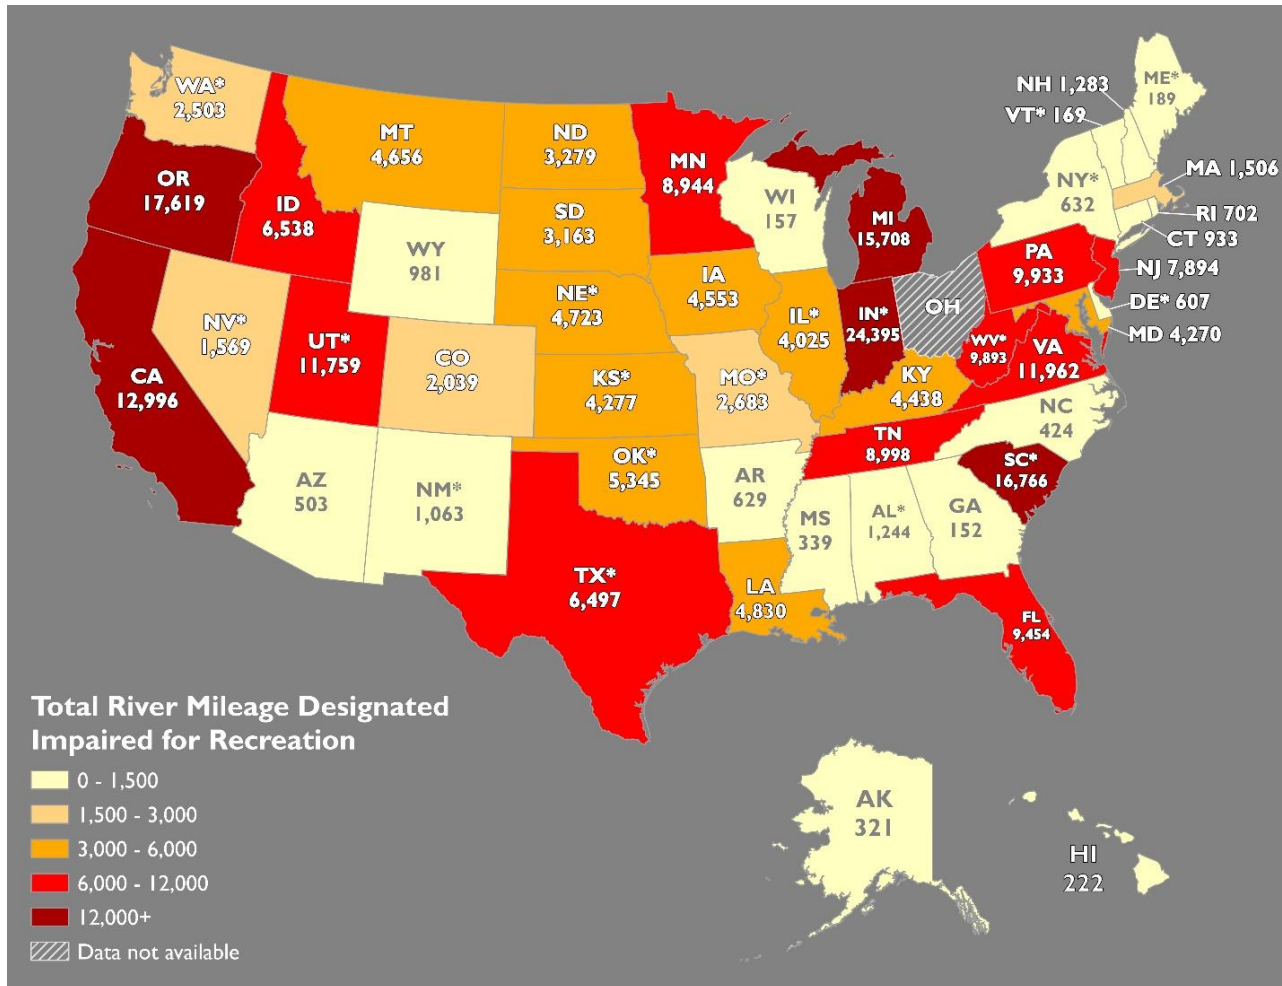 WA*
2,503
OR
17,619
CA
12,996
NV*
1,569
ID
6,538
MT
4,656
WY
981
UT*
11,759
CO
2,039
AZ
503
NM*
1,063
ND
3,279
SD
3,163
NE*
4,723
KS*
4,277
OK*
5,345
TX*
6,497
MN
8,944
IA
4,553
MO*
2,683
AR
629
LA
4,830
WI
157
IL*
4,025
MI
15,708
IN*
24,395
OH
KY
4,438
TN
8,998
MS
339
AL*
1,244
GA
152
FL
9,454
SC*
16,766
NC
424
VA
11,962
WV*
9,893
PA
9,933
NY*
632
ME*
189
NH 1,283
VT* 169
MA 1,506
RI 702
CT 933
NJ 7,894
DE* 607
MD 4,270
AK
321
HI
222
Total River Mileage Designated
Impaired for Recreation
0 - 1,500
1,500 - 3,000
3,000 - 6,000
6,000 - 12,000
12,000+
Data not available